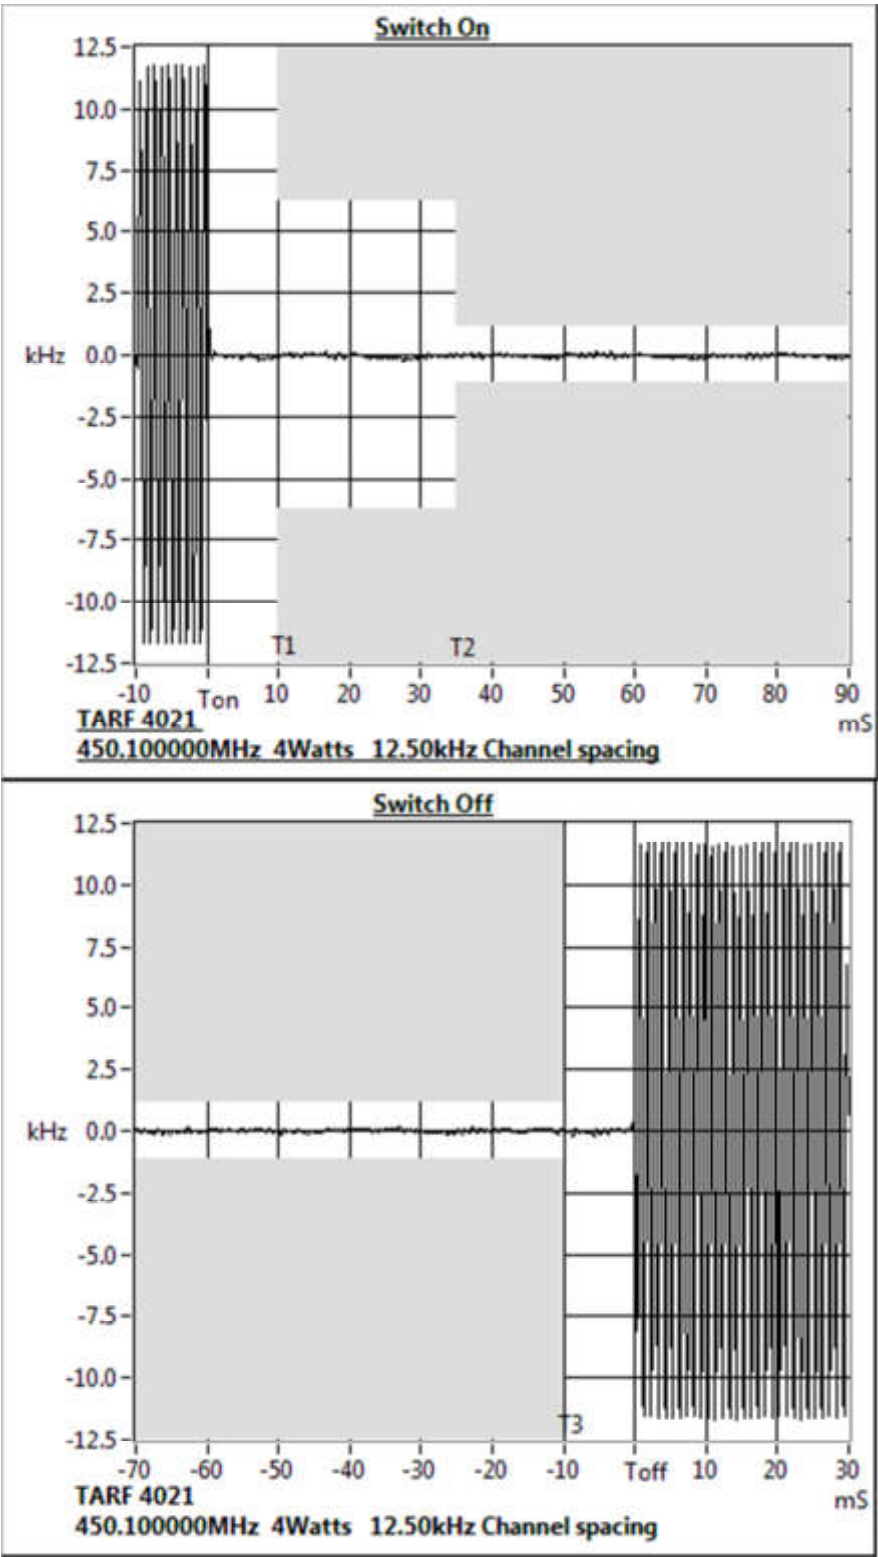 Switch On
12.5
10.0
7.5
5.0
2.5
kHz 0.0
-2.5
-5.0
-7.5
-10.0
T1 T2
-12.5
-10 Ton 10 20 30 40 50 60 70 80 90
mS
TARF 4021
450.100000MHz 4Watts 12.50kHz Channel spacing
Switch Off
12.5
10.0
7.5
5.0
2.5
kHz 0.0
-2.5
-5.0
-7.5
-10.0
T3
-12.5
-70 -60 -50 -40 -30 -20 -10 Toff 10 20 30
mS
TARF 4021
450.100000MHz 4Watts 12.50kHz Channel spacing